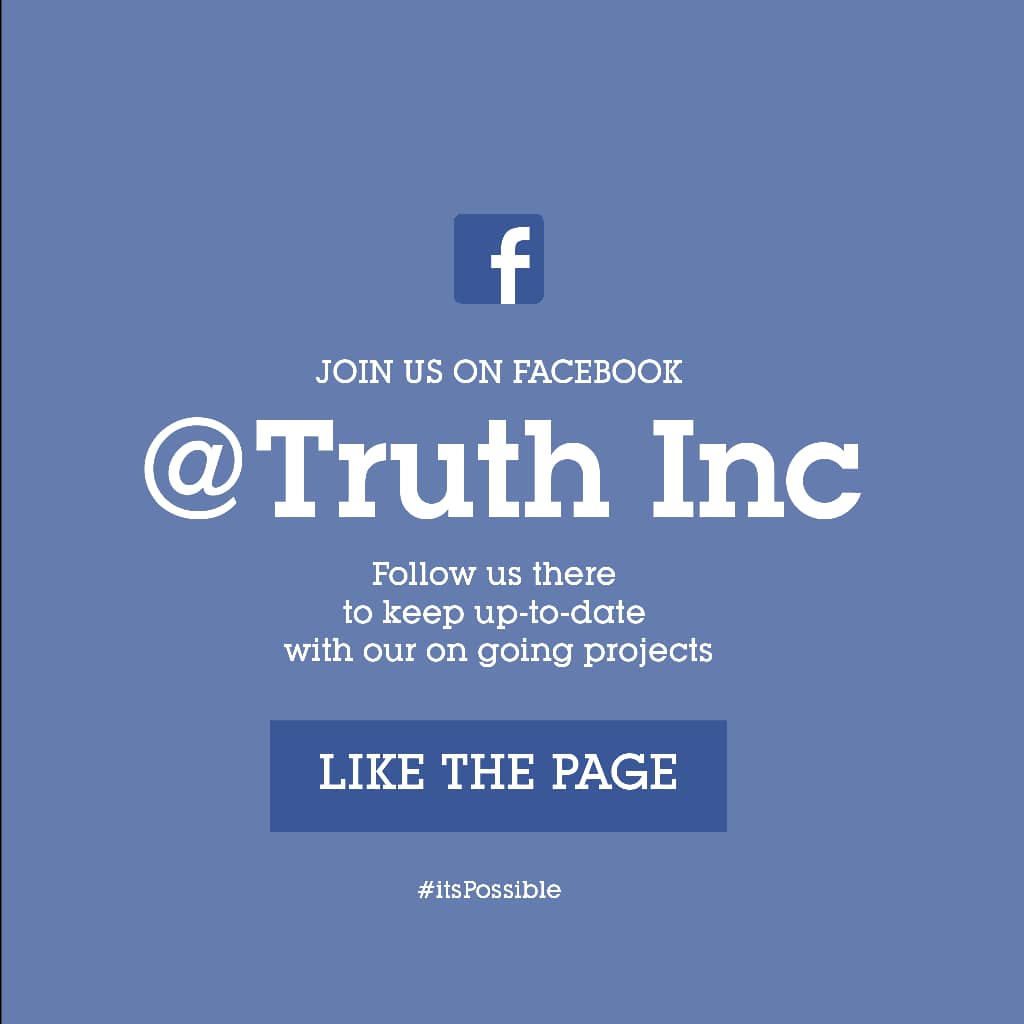 f
JOIN US ON FACEBOOK
@Truth Inc
Follow us there
to keep up-to-date
with our on going projects
LIKE THE PAGE
#itsPossible